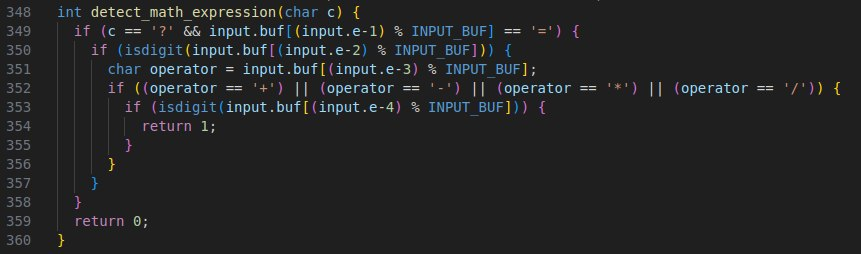 348 int detect_math_expression(char c) {
349 if (c == '?' && input.buf[(input.e-1) % INPUT_BUF] == '=') {
350 if (isdigit(input.buf[(input.e-2) % INPUT_BUF])) {
351 char operator = input.buf[(input.e-3) % INPUT_BUF];
352 if ((operator == '+') || (operator == '-') || (operator == '*') || (operator == '/')) {
353 if (isdigit(input.buf[(input.e-4) % INPUT_BUF])) {
354 return 1;
355 }
356 }
357 }
358 }
359 return 0;
360 }